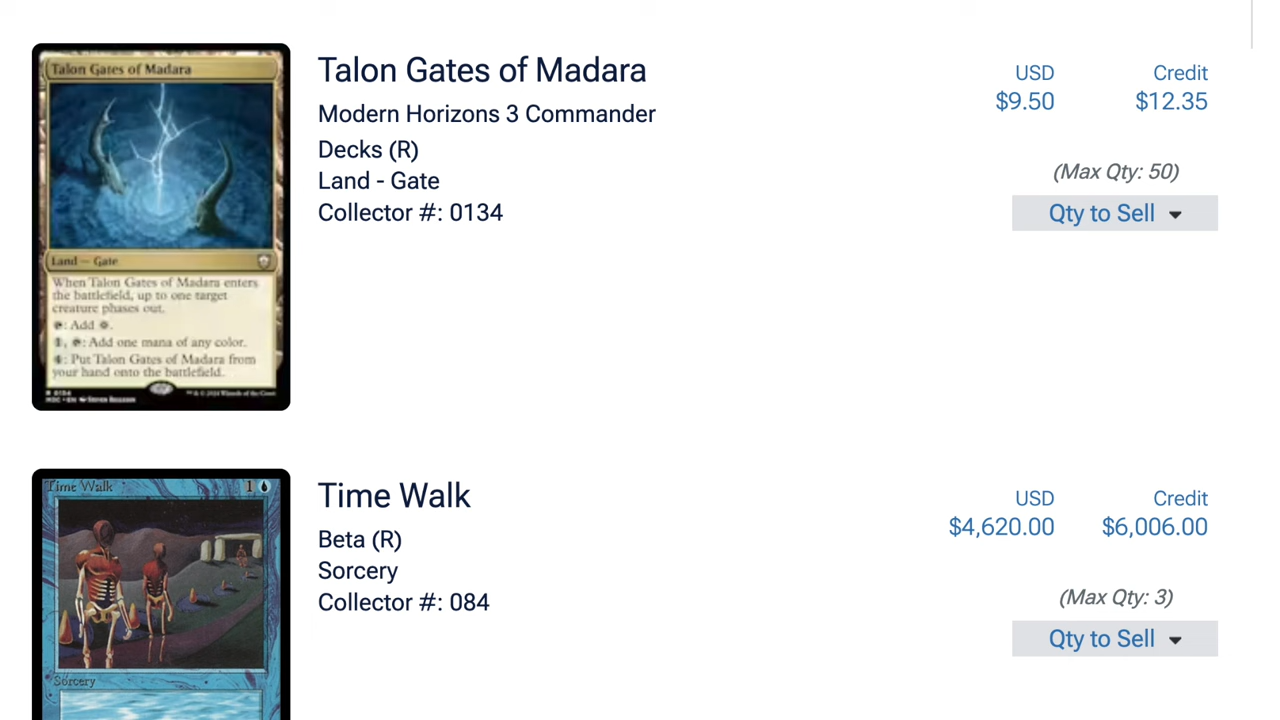 Talon Gates of Madara
Land — Gate
When Talon Gates of Madara enters
the battlefield, up to one target
creature phases out.
: Add
, : Add one mana of any color.
: Put Talon Gates of Madara from
your hand onto the battlefield.
Talon Gates of Madara
Modern Horizons 3 Commander
Decks (R)
Land - Gate
Collector #: 0134
USD
$9.50
Credit
$12.35
(Max Qty: 50)
Qty to Sell
Time Walk 1
Sorcery
Time Walk
Beta (R)
Sorcery
Collector #: 084
USD
$4,620.00
Credit
$6,006.00
(Max Qty: 3)
Qty to Sell